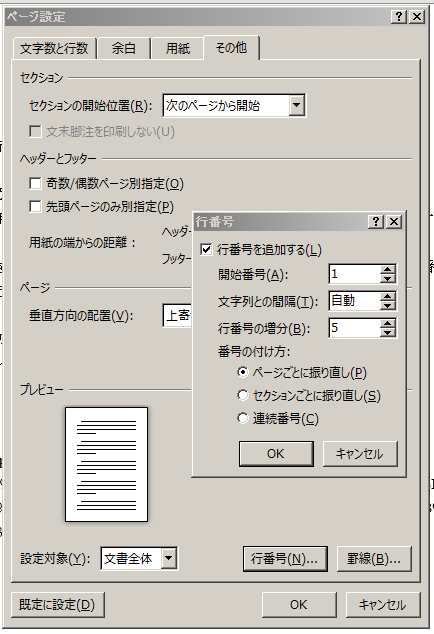 ページ設定
文字数と行数 余白 用紙 その他
セクション
セクションの開始位置(R): 次のページから開始
文末脚注を印刷しない(U)
ヘッダーとフッター
奇数/偶数ページ別指定(O)
先頭ページのみ別指定(P)
用紙の端からの距離: ヘッダー
フッター
ページ
垂直方向の配置(V): 上寄
プレビュー
設定対象(Y): 文書全体
行番号(N)... 罫線(B)...
既定に設定(D) OK キャンセル
行番号
行番号を追加する(L)
開始番号(A): 1
文字列との間隔(T): 自動
行番号の増分(B): 5
番号の付け方:
ページごとに振り直し(P)
セクションごとに振り直し(S)
連続番号(C)
OK キャンセル